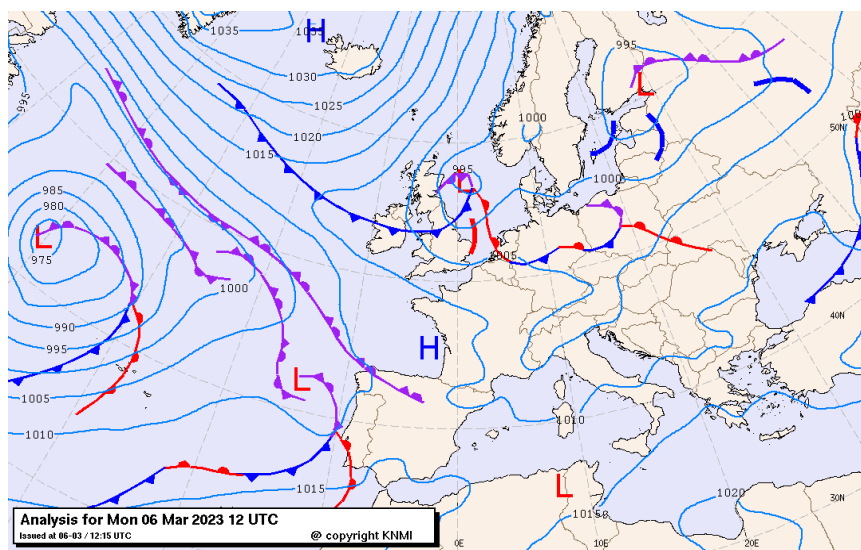 1035
H
1035
1030
1025
1020
1015
995
995
L
1000
50N
1000
995
L
985
980
L
975
1005
1000
990
995
40N
H
L
1005
1010
1010
1015
L
1020
30N
1015
Analysis for Mon 06 Mar 2023 12 UTC
Issued at 06-03 / 12:15 UTC
@ copyright KNMI
0E
10E
20E